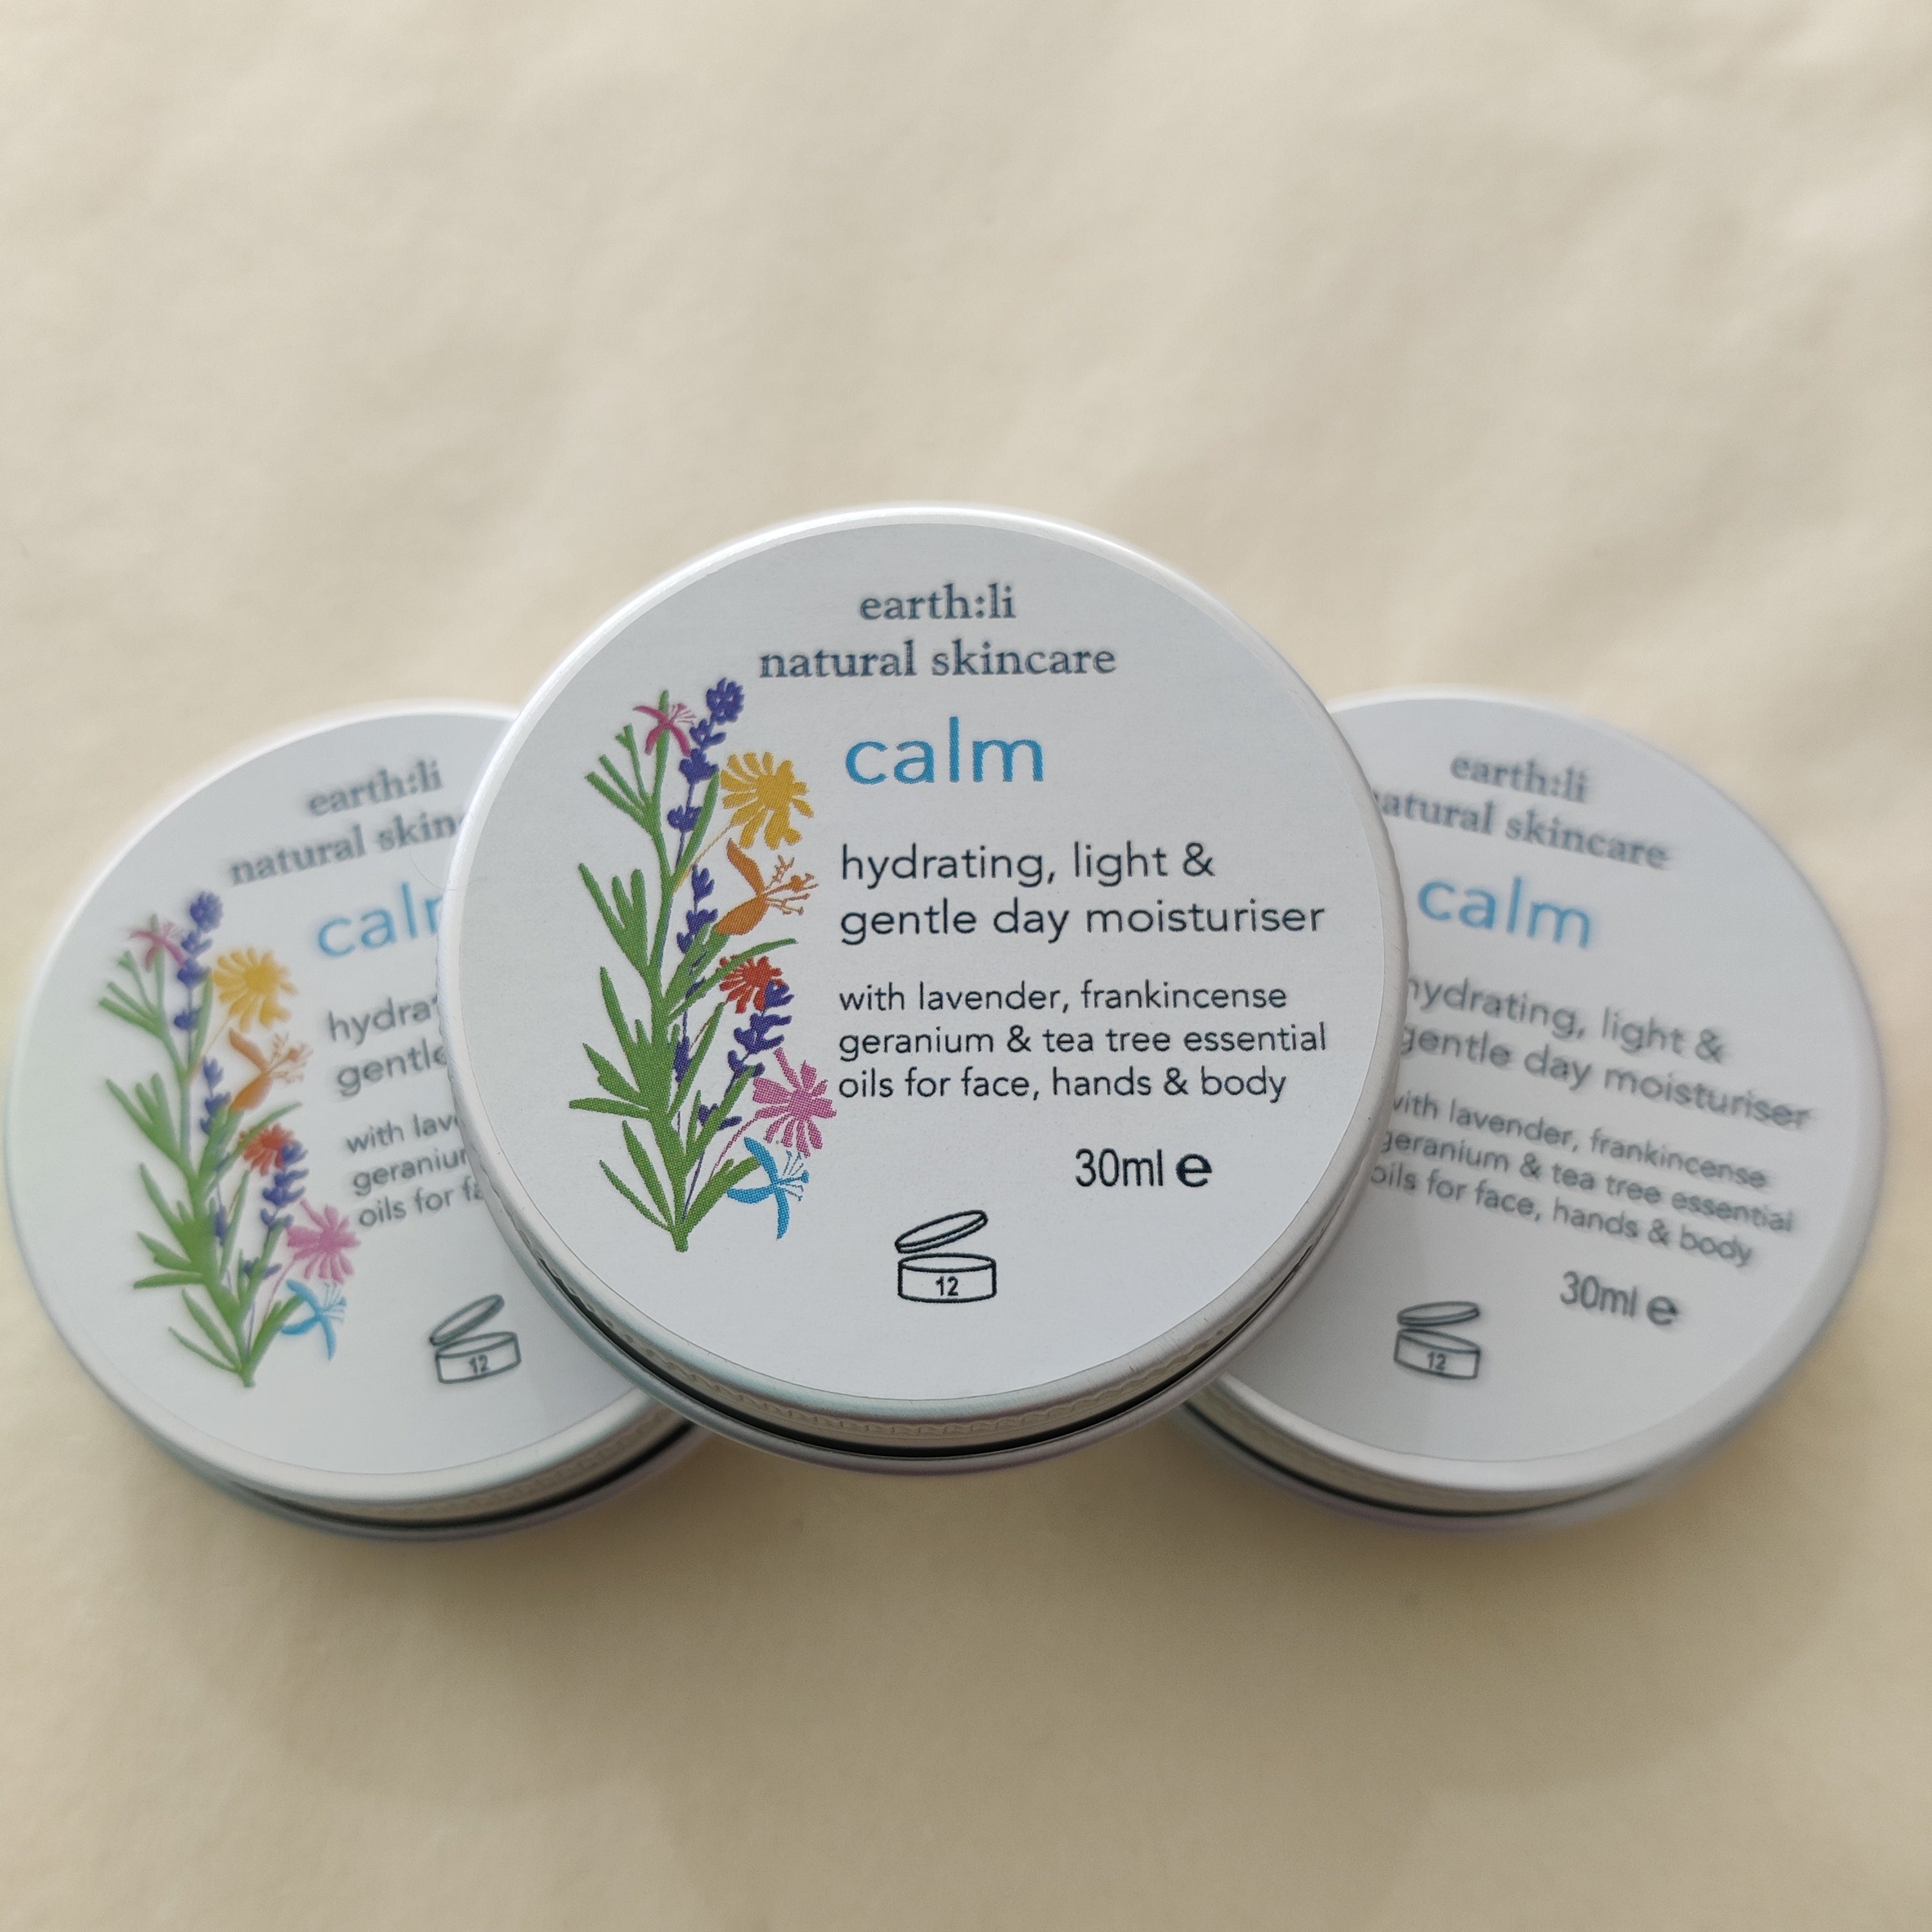 earth:li
natural skincare
calm
hydrating, light &
gentle day moisturiser
with lavender, frankincense
geranium & tea tree essential
oils for face, hands & body
30ml e
12
earth:li
natural skin
cal
hydra
gentle
with lav
geraniu
oils for fa
12
earth:li
natural skincare
calm
hydrating, light &
gentle day moisturiser
with lavender, frankincense
geranium & tea tree essential
oils for face, hands & body
30ml e
12